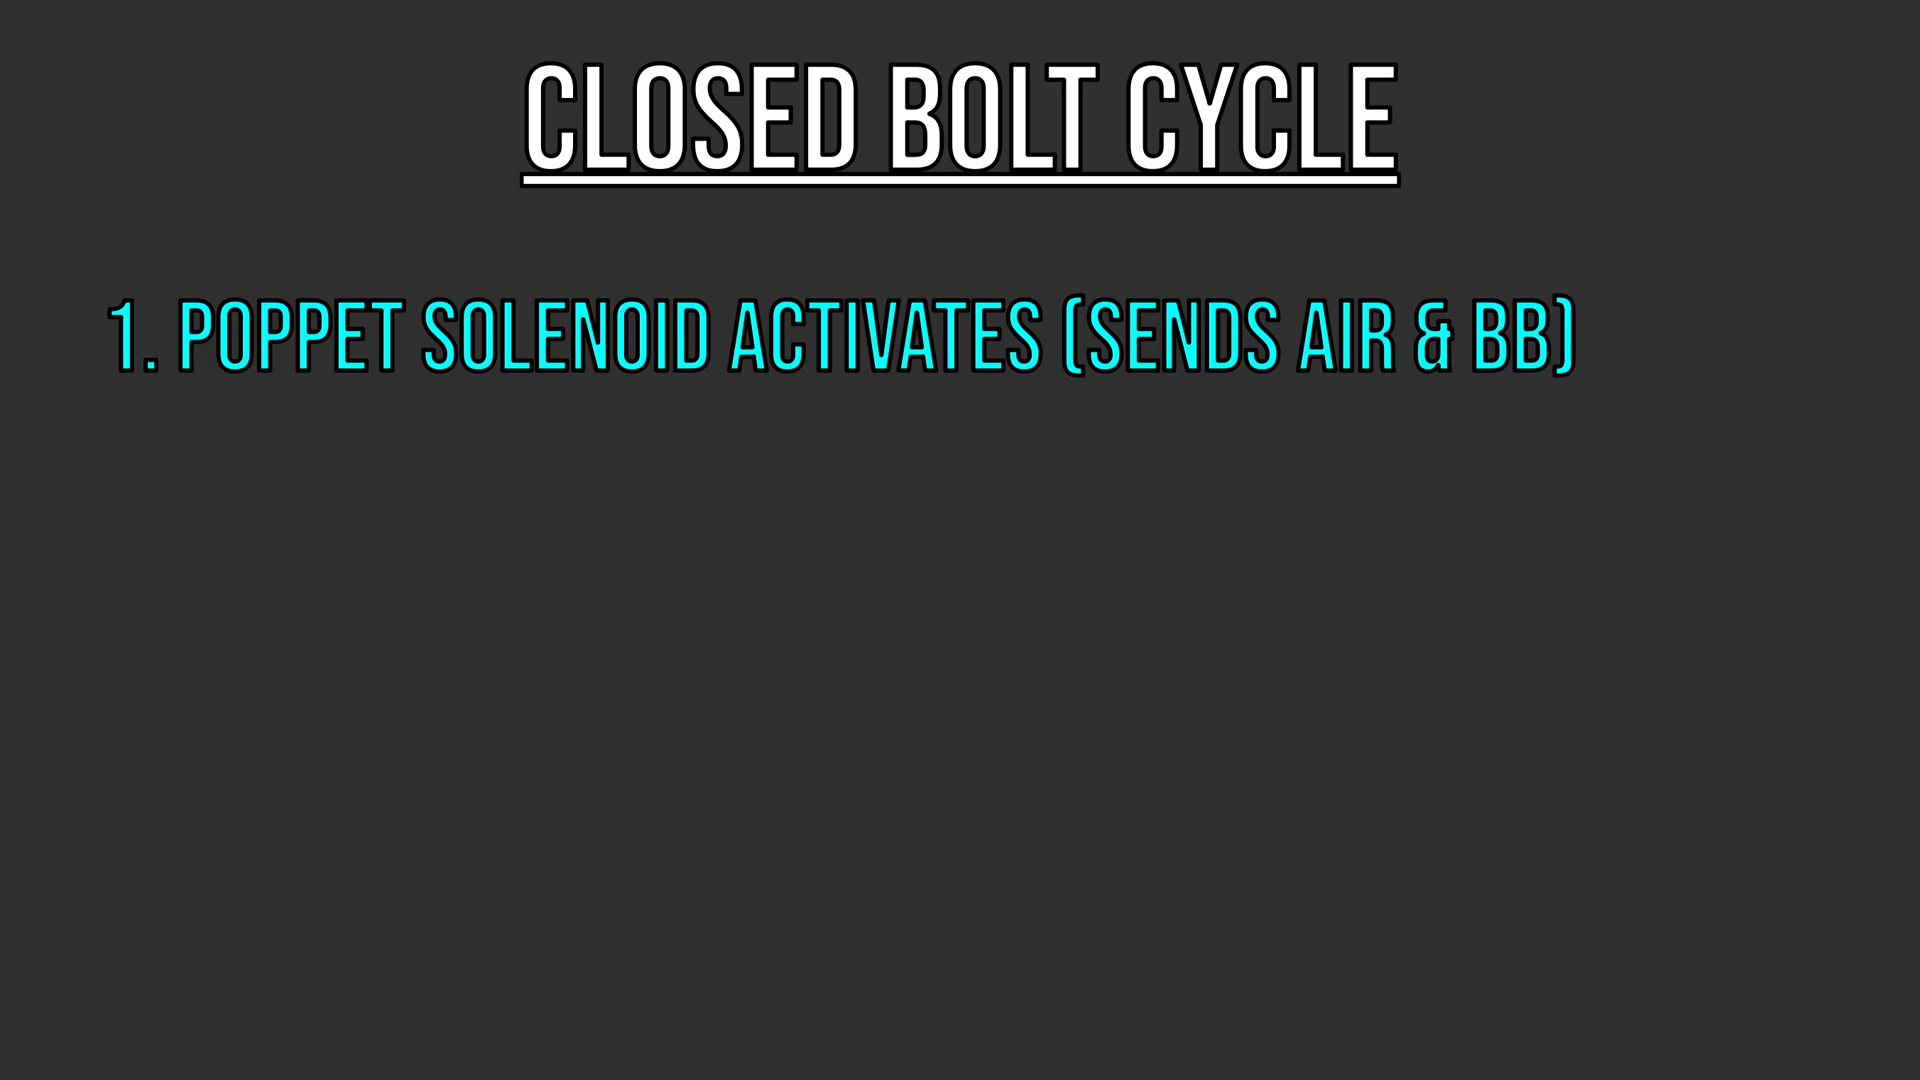 CLOSED BOLT CYCLE
1. POPPET SOLENOID ACTIVATES (SENDS AIR & BB)